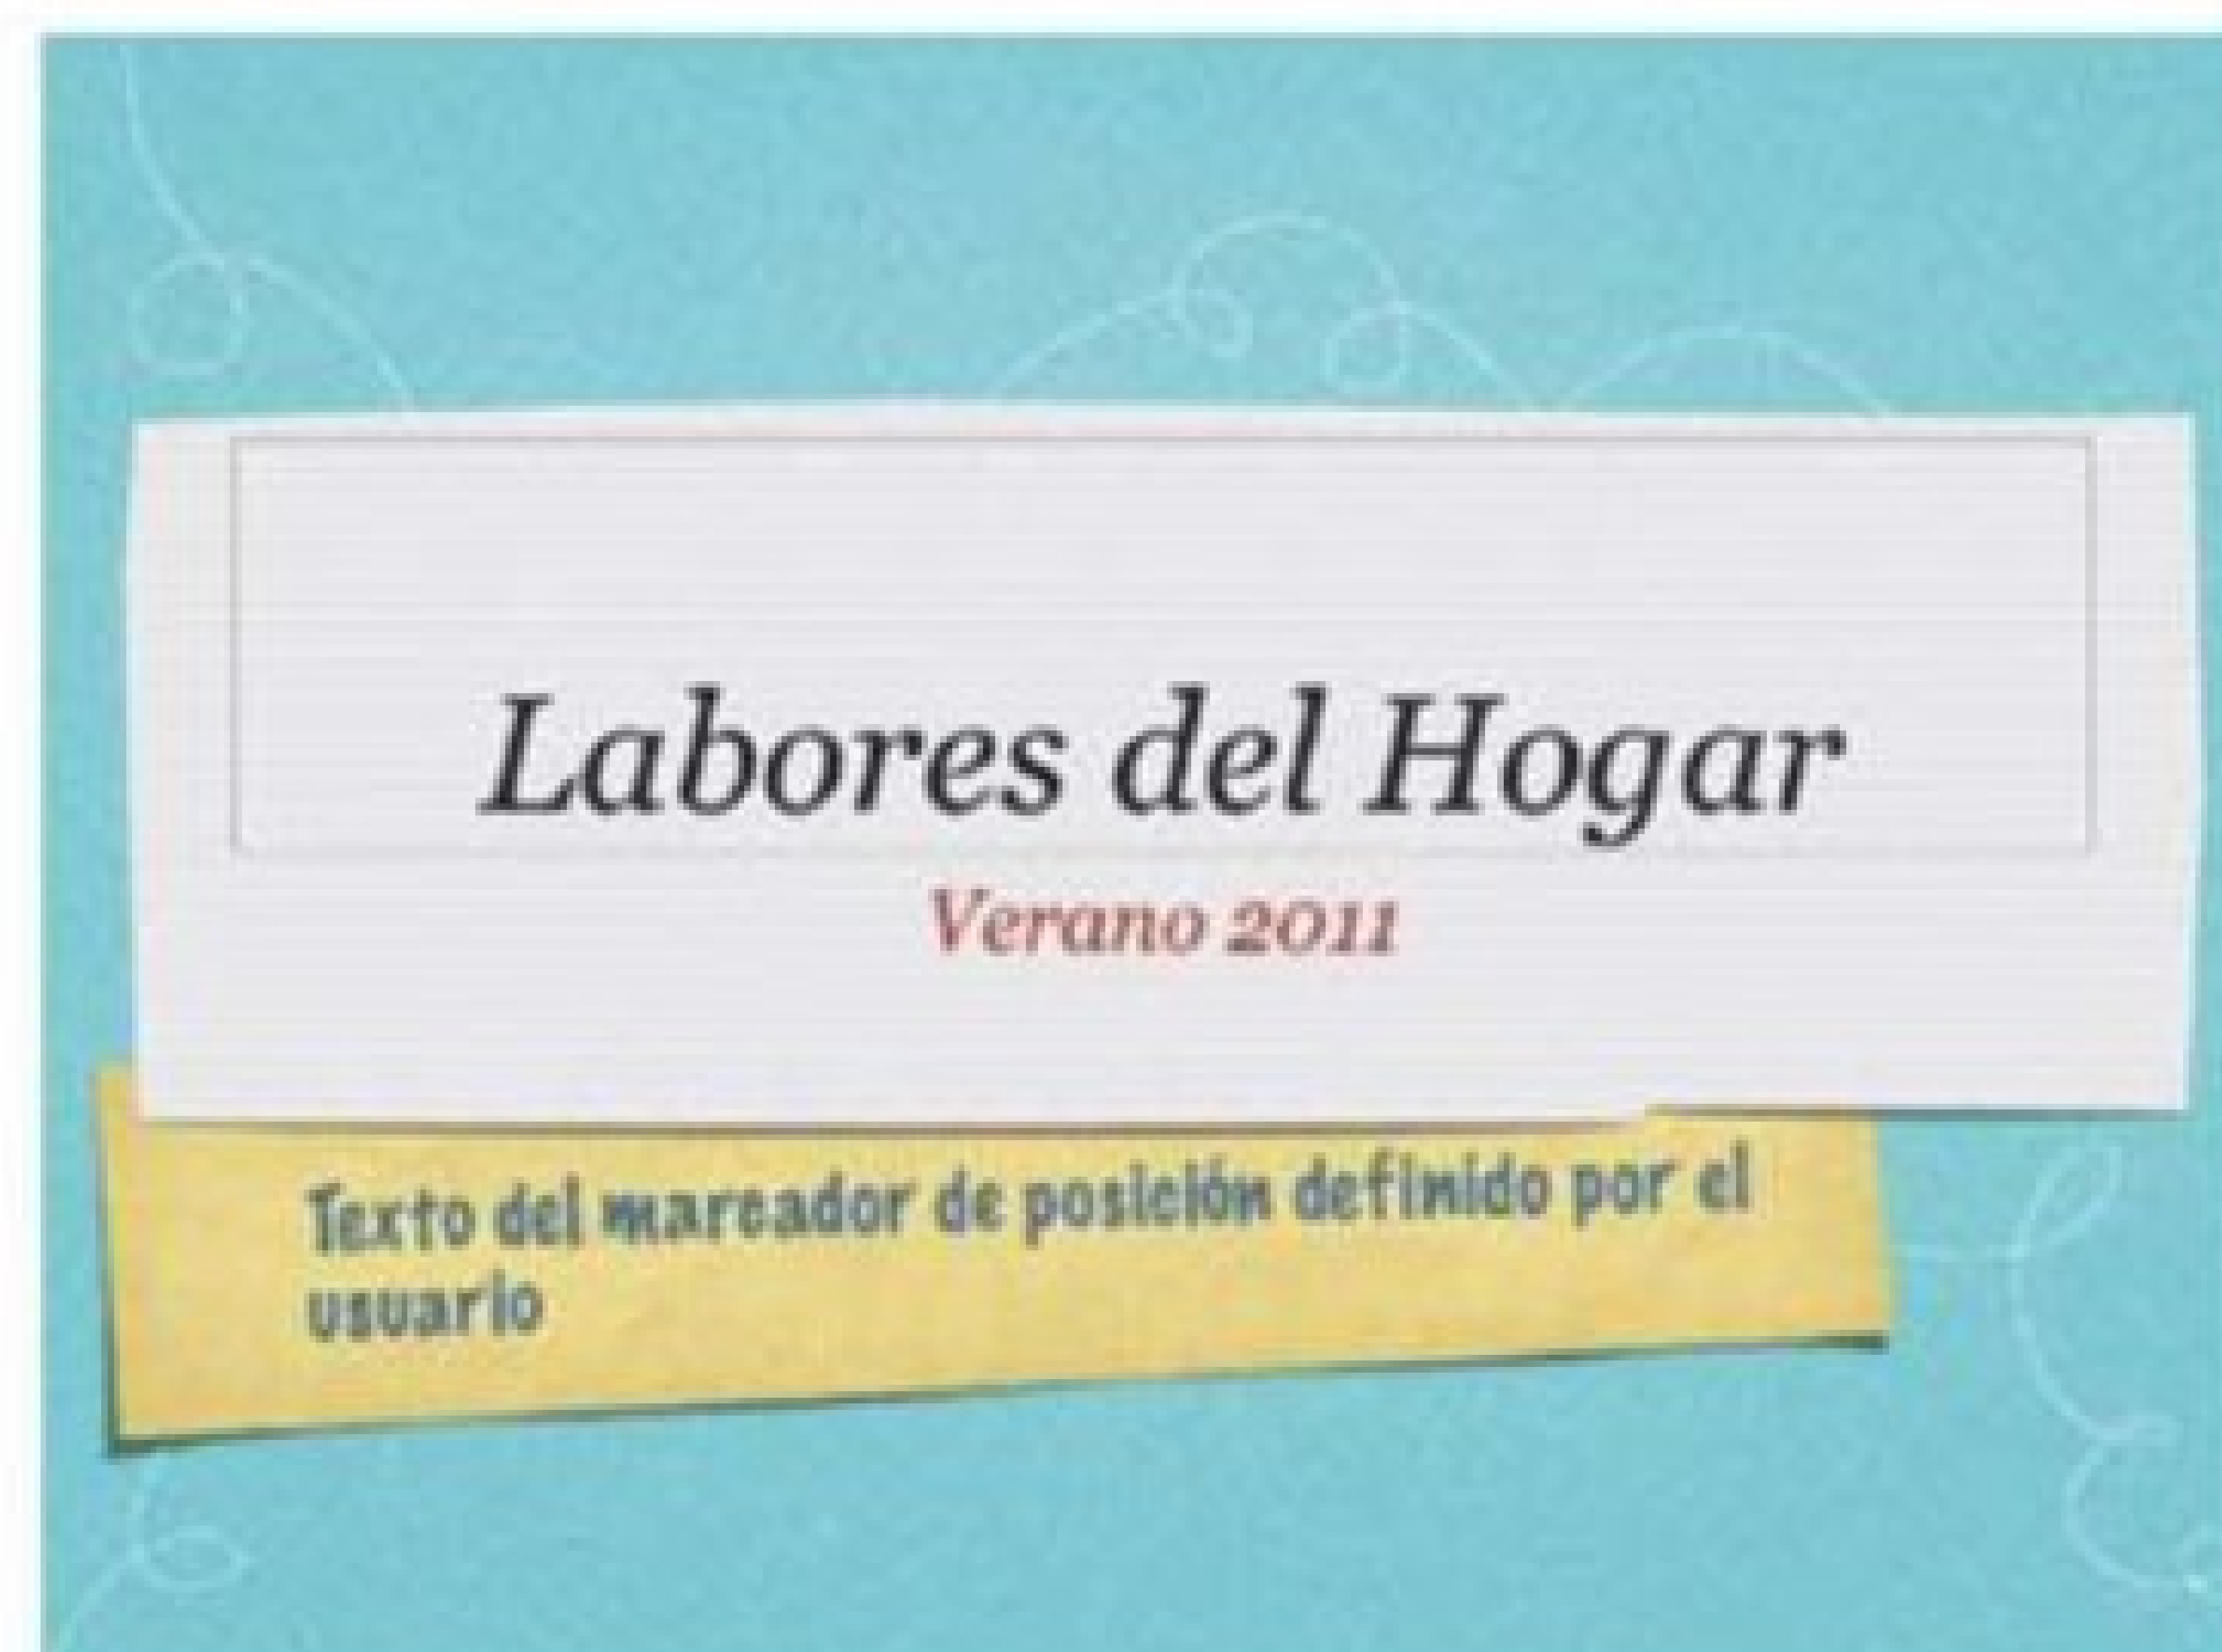 Labores del Hogar
Verano 2011
Texto del marcador de posición definido por el
usuario